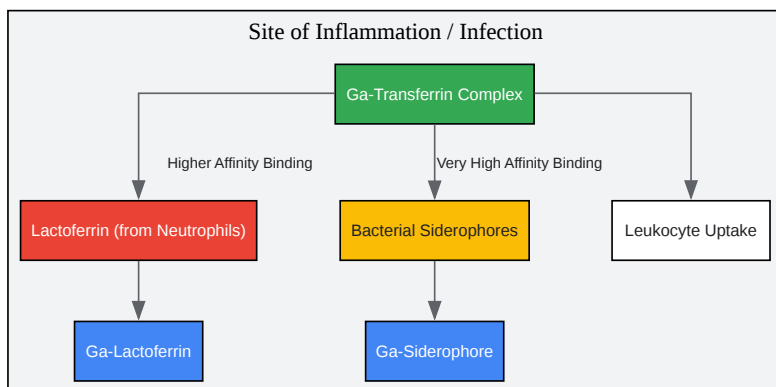 Site of Inflammation / Infection
Ga-Transferrin Complex
Higher Affinity Binding
Very High Affinity Binding
Lactoferrin (from Neutrophils)
Bacterial Siderophores
Leukocyte Uptake
Ga-Lactoferrin
Ga-Siderophore